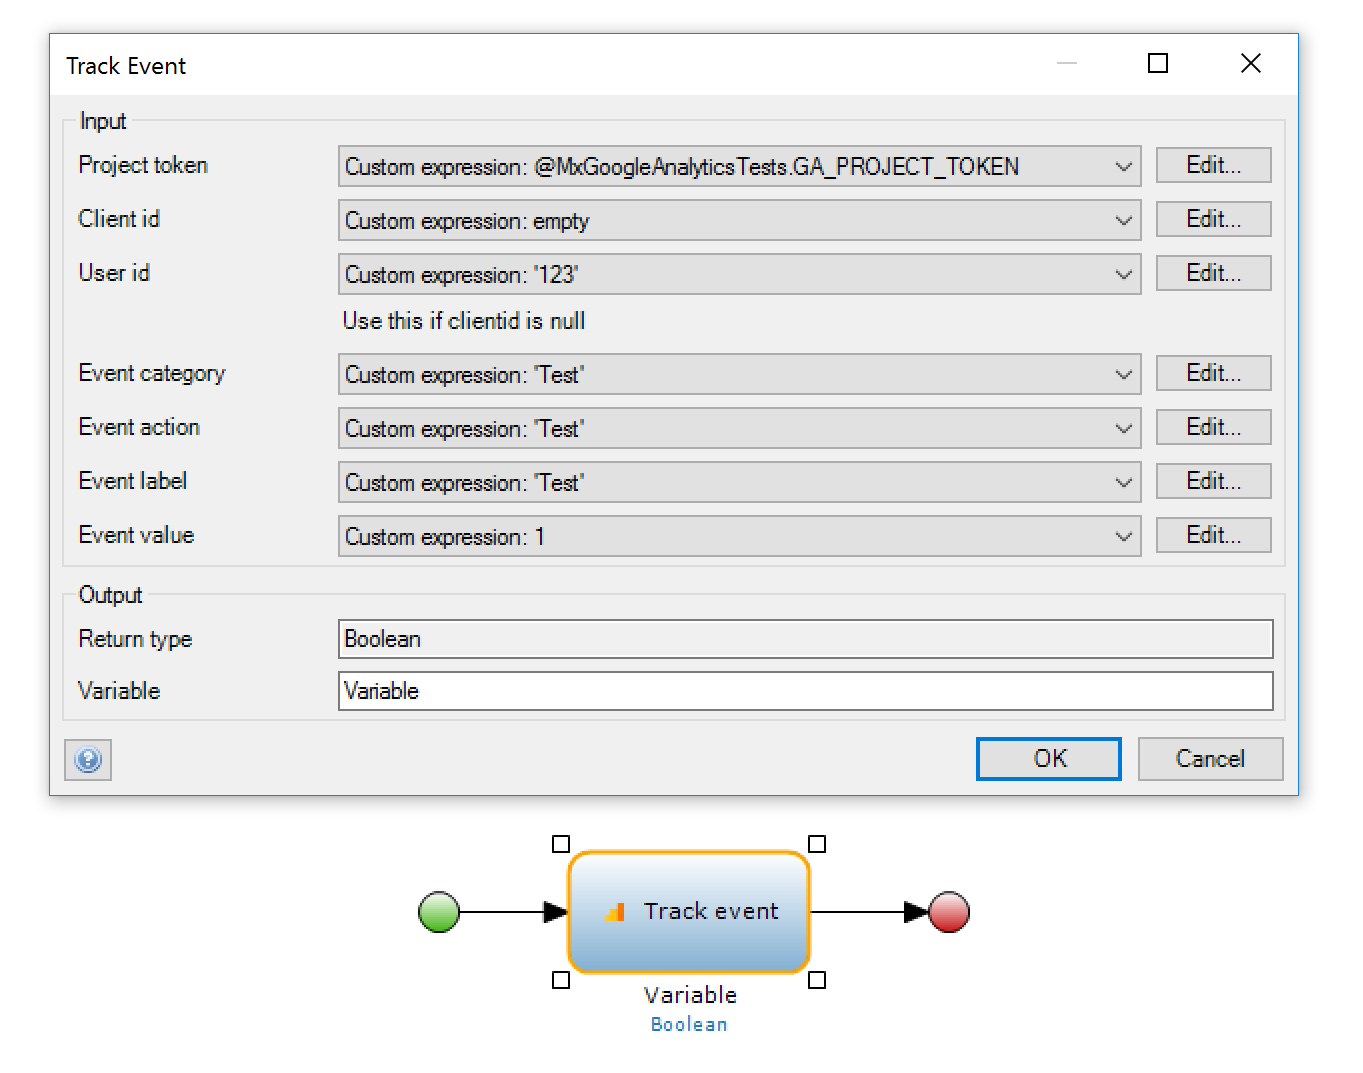 Track Event
Input
Project token Custom expression: @MxGoogleAnalyticsTests.GA_PROJECT_TOKEN Edit...
Client id Custom expression: empty Edit...
User id Custom expression: '123' Edit...
Use this if clientid is null
Event category Custom expression: 'Test' Edit...
Event action Custom expression: 'Test' Edit...
Event label Custom expression: 'Test' Edit...
Event value Custom expression: 1 Edit...
Output
Return type Boolean
Variable Variable
? OK Cancel
Track event
Variable
Boolean